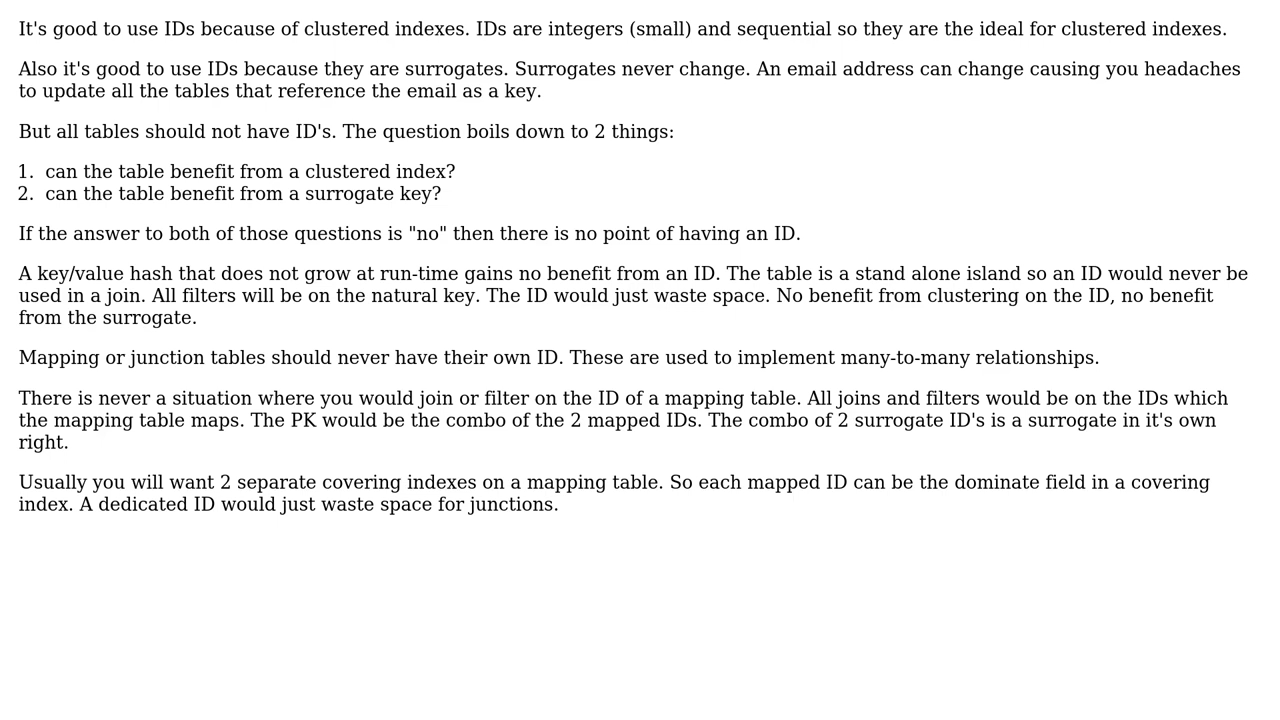 It's good to use IDs because of clustered indexes. IDs are integers (small) and sequential so they are the ideal for clustered indexes.
Also it's good to use IDs because they are surrogates. Surrogates never change. An email address can change causing you headaches
to update all the tables that reference the email as a key.
But all tables should not have ID's. The question boils down to 2 things:
1. can the table benefit from a clustered index?
2. can the table benefit from a surrogate key?
If the answer to both of those questions is "no" then there is no point of having an ID.
A key/value hash that does not grow at run-time gains no benefit from an ID. The table is a stand alone island so an ID would never be
used in a join. All filters will be on the natural key. The ID would just waste space. No benefit from clustering on the ID, no benefit
from the surrogate.
Mapping or junction tables should never have their own ID. These are used to implement many-to-many relationships.
There is never a situation where you would join or filter on the ID of a mapping table. All joins and filters would be on the IDs which
the mapping table maps. The PK would be the combo of the 2 mapped IDs. The combo of 2 surrogate ID's is a surrogate in it's own
right.
Usually you will want 2 separate covering indexes on a mapping table. So each mapped ID can be the dominate field in a covering
index. A dedicated ID would just waste space for junctions.